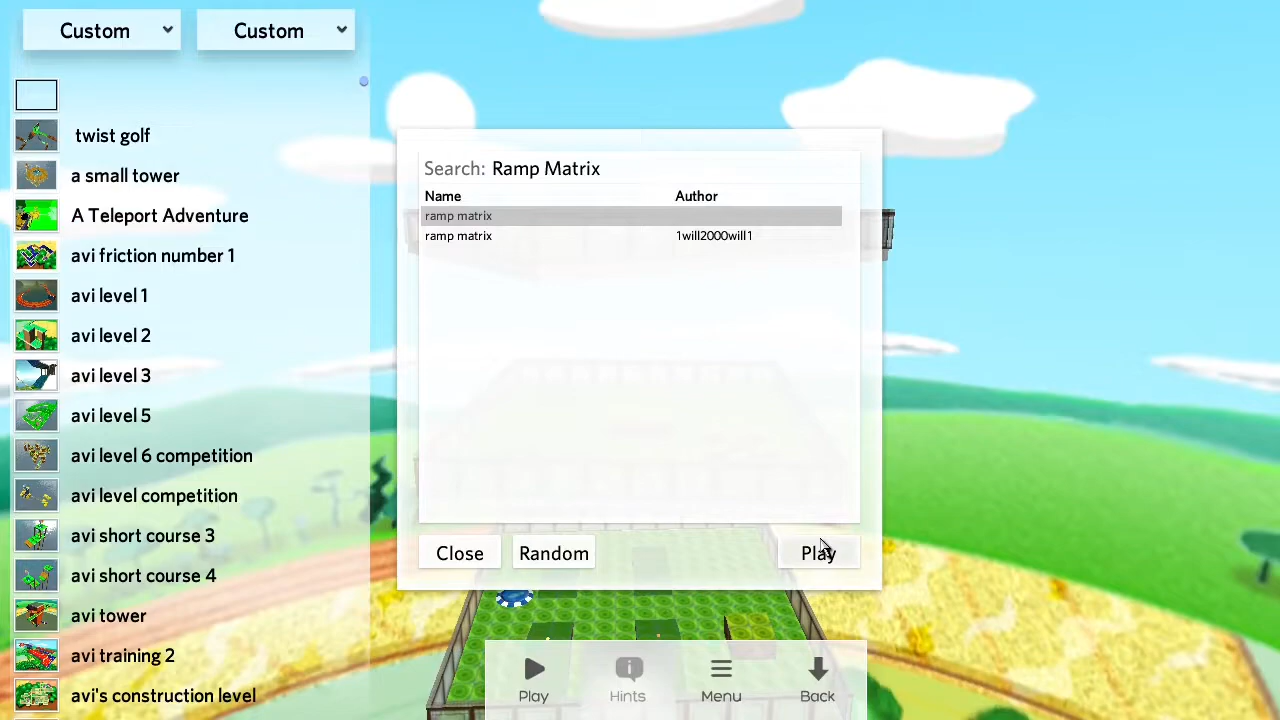 Custom
Custom
twist golf
a small tower
A Teleport Adventure
avi friction number 1
avi level 1
avi level 2
avi level 3
avi level 5
avi level 6 competition
avi level competition
avi short course 3
avi short course 4
avi tower
avi training 2
avi's construction level
Search: Ramp Matrix
Name Author
ramp matrix
ramp matrix 1will2000will1
Close Random Play
Play Hints Menu Back